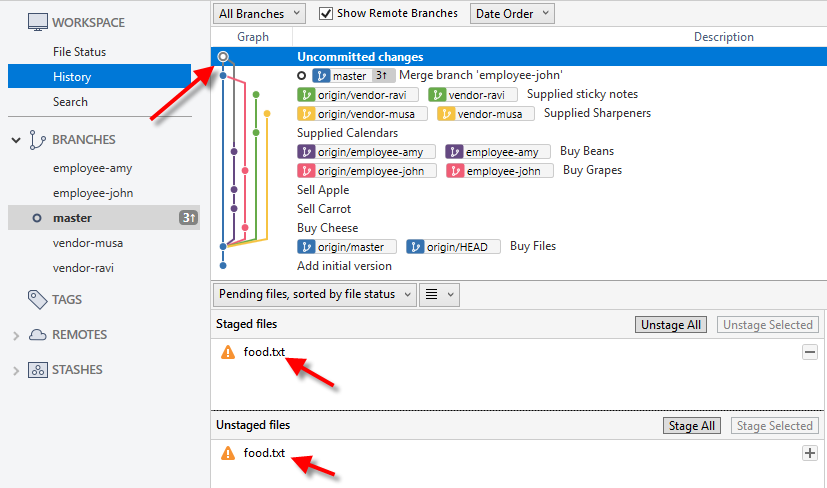 WORKSPACE
File Status
History
Search
BRANCHES
employee-amy
employee-john
master 3↑
vendor-musa
vendor-ravi
TAGS
REMOTES
STASHES
All Branches Show Remote Branches Date Order
Graph Description
Uncommitted changes
master 3↑ Merge branch 'employee-john'
origin/vendor-ravi vendor-ravi Supplied sticky notes
origin/vendor-musa vendor-musa Supplied Sharpeners
Supplied Calendars
origin/employee-amy employee-amy Buy Beans
origin/employee-john employee-john Buy Grapes
Sell Apple
Sell Carrot
Buy Cheese
origin/master origin/HEAD Buy Files
Add initial version
Pending files, sorted by file status
Staged files Unstage All Unstage Selected
food.txt
Unstaged files Stage All Stage Selected
food.txt